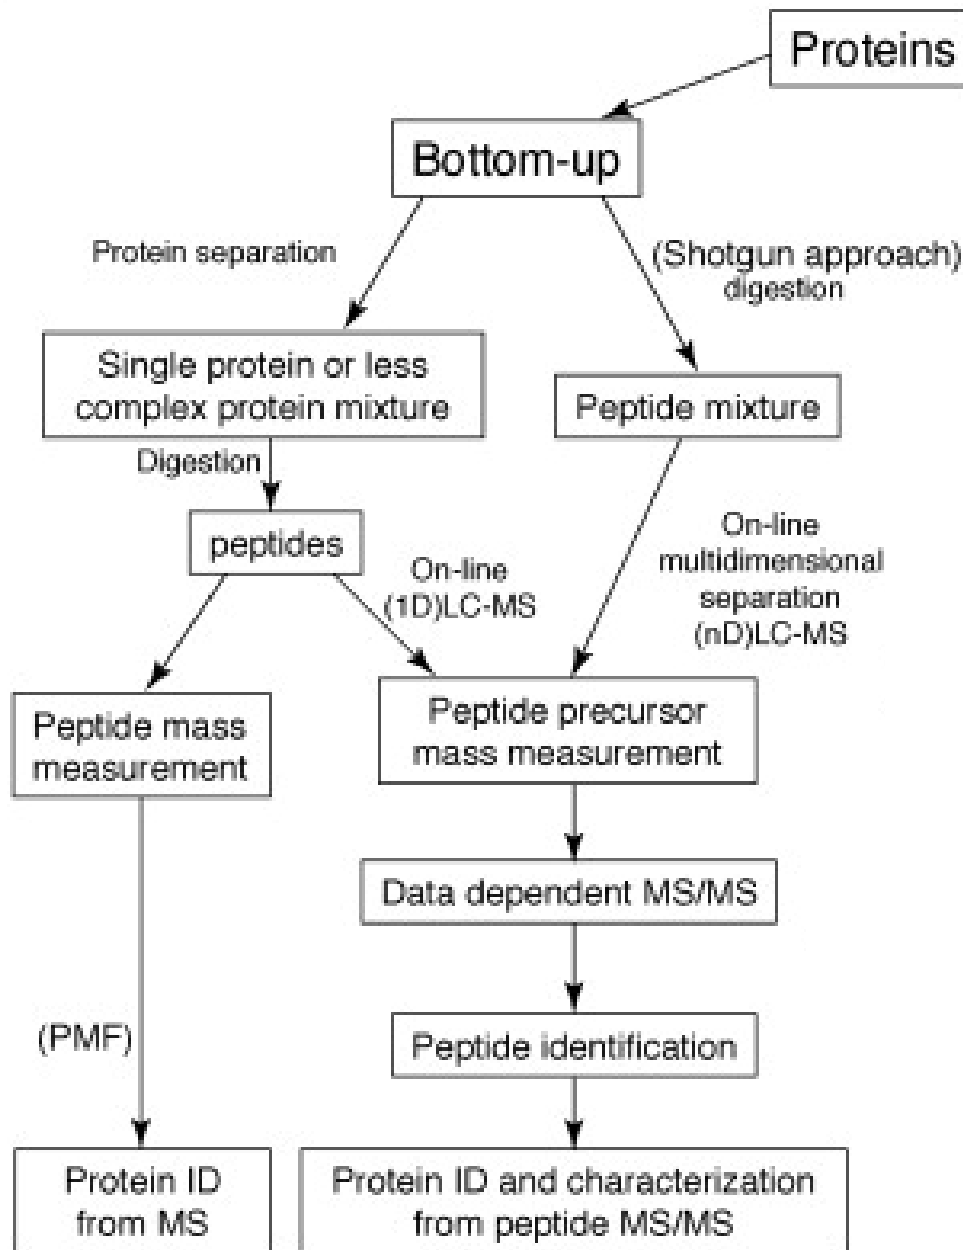 Proteins
Bottom-up
Protein separation
(Shotgun approach)
digestion
Single protein or less
complex protein mixture
Peptide mixture
Digestion
peptides
On-line
(1D)LC-MS
On-line
multidimensional
separation
(nD)LC-MS
Peptide mass
measurement
Peptide precursor
mass measurement
Data dependent MS/MS
(PMF)
Peptide identification
Protein ID
from MS
Protein ID and characterization
from peptide MS/MS